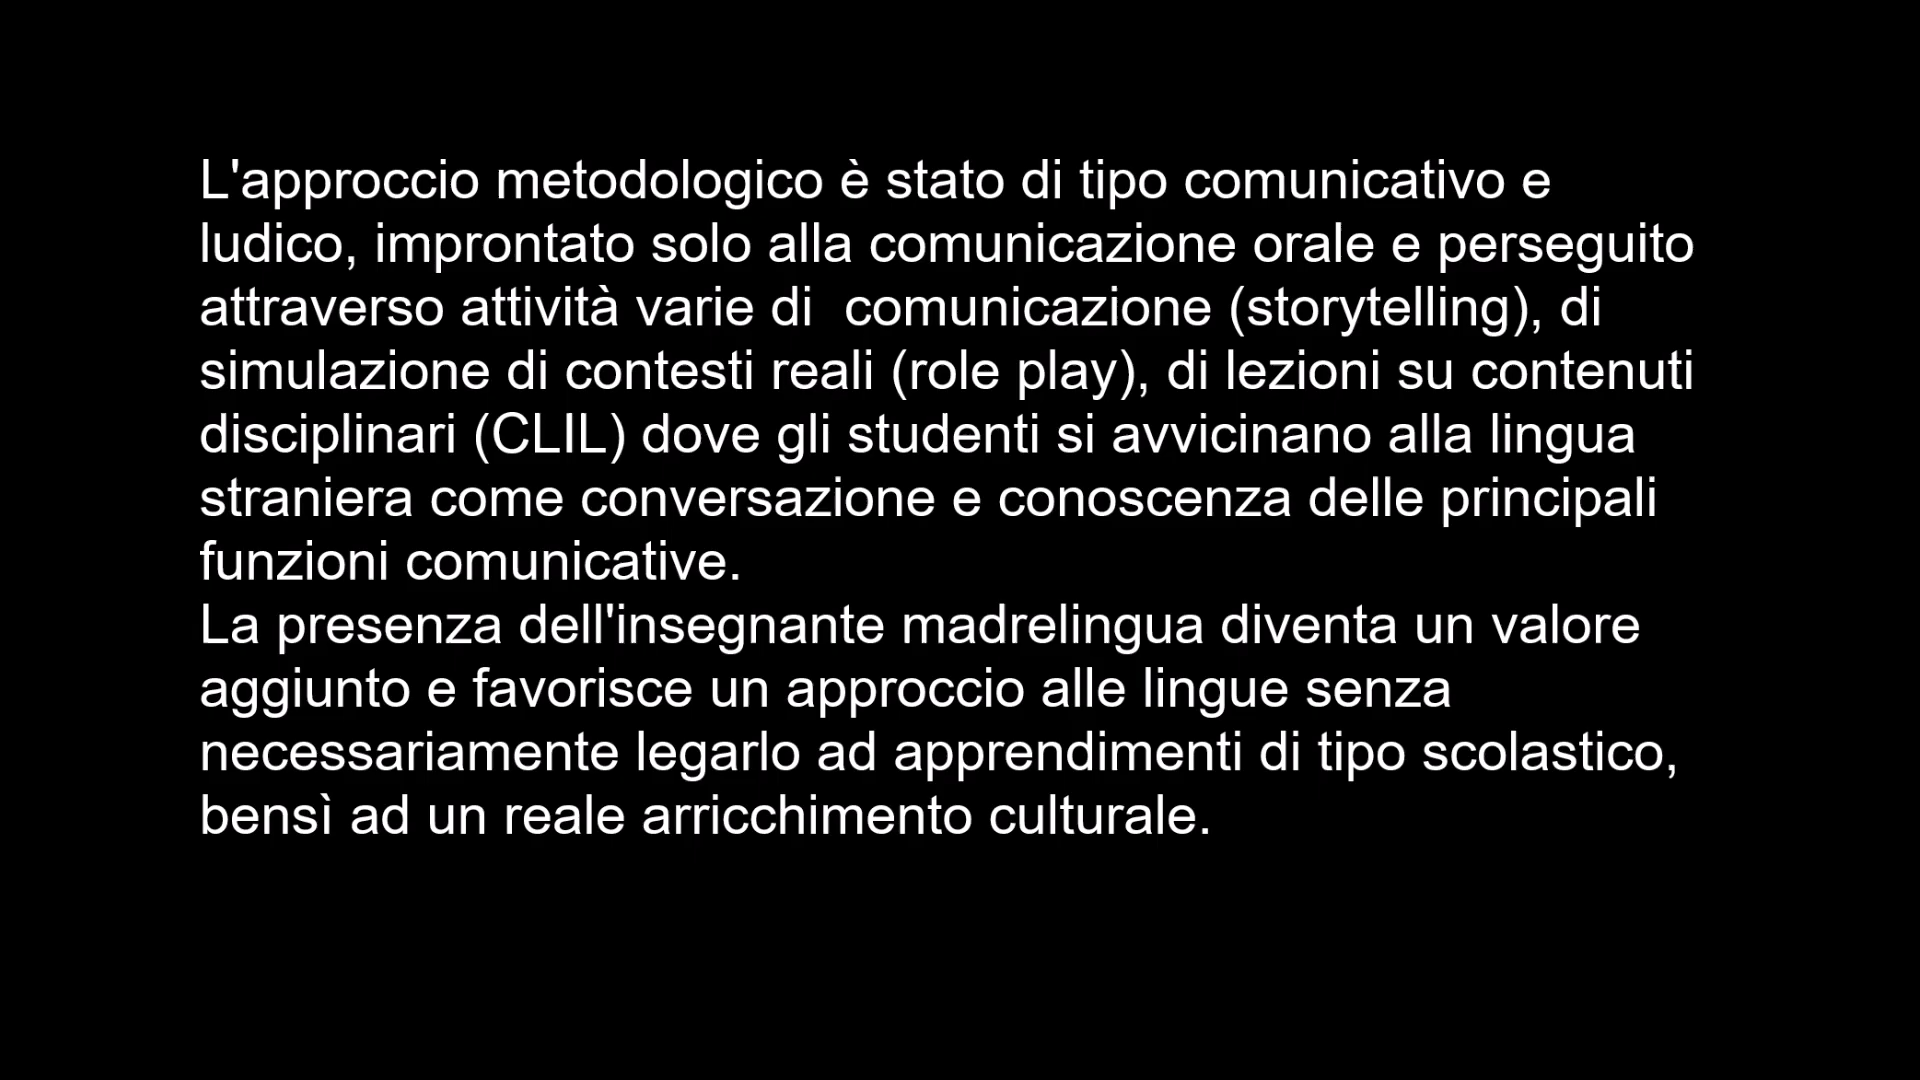 L'approccio metodologico è stato di tipo comunicativo e
ludico, improntato solo alla comunicazione orale e perseguito
attraverso attività varie di  comunicazione (storytelling), di
simulazione di contesti reali (role play), di lezioni su contenuti
disciplinari (CLIL) dove gli studenti si avvicinano alla lingua
straniera come conversazione e conoscenza delle principali
funzioni comunicative.
La presenza dell'insegnante madrelingua diventa un valore
aggiunto e favorisce un approccio alle lingue senza
necessariamente legarlo ad apprendimenti di tipo scolastico,
bensì ad un reale arricchimento culturale.